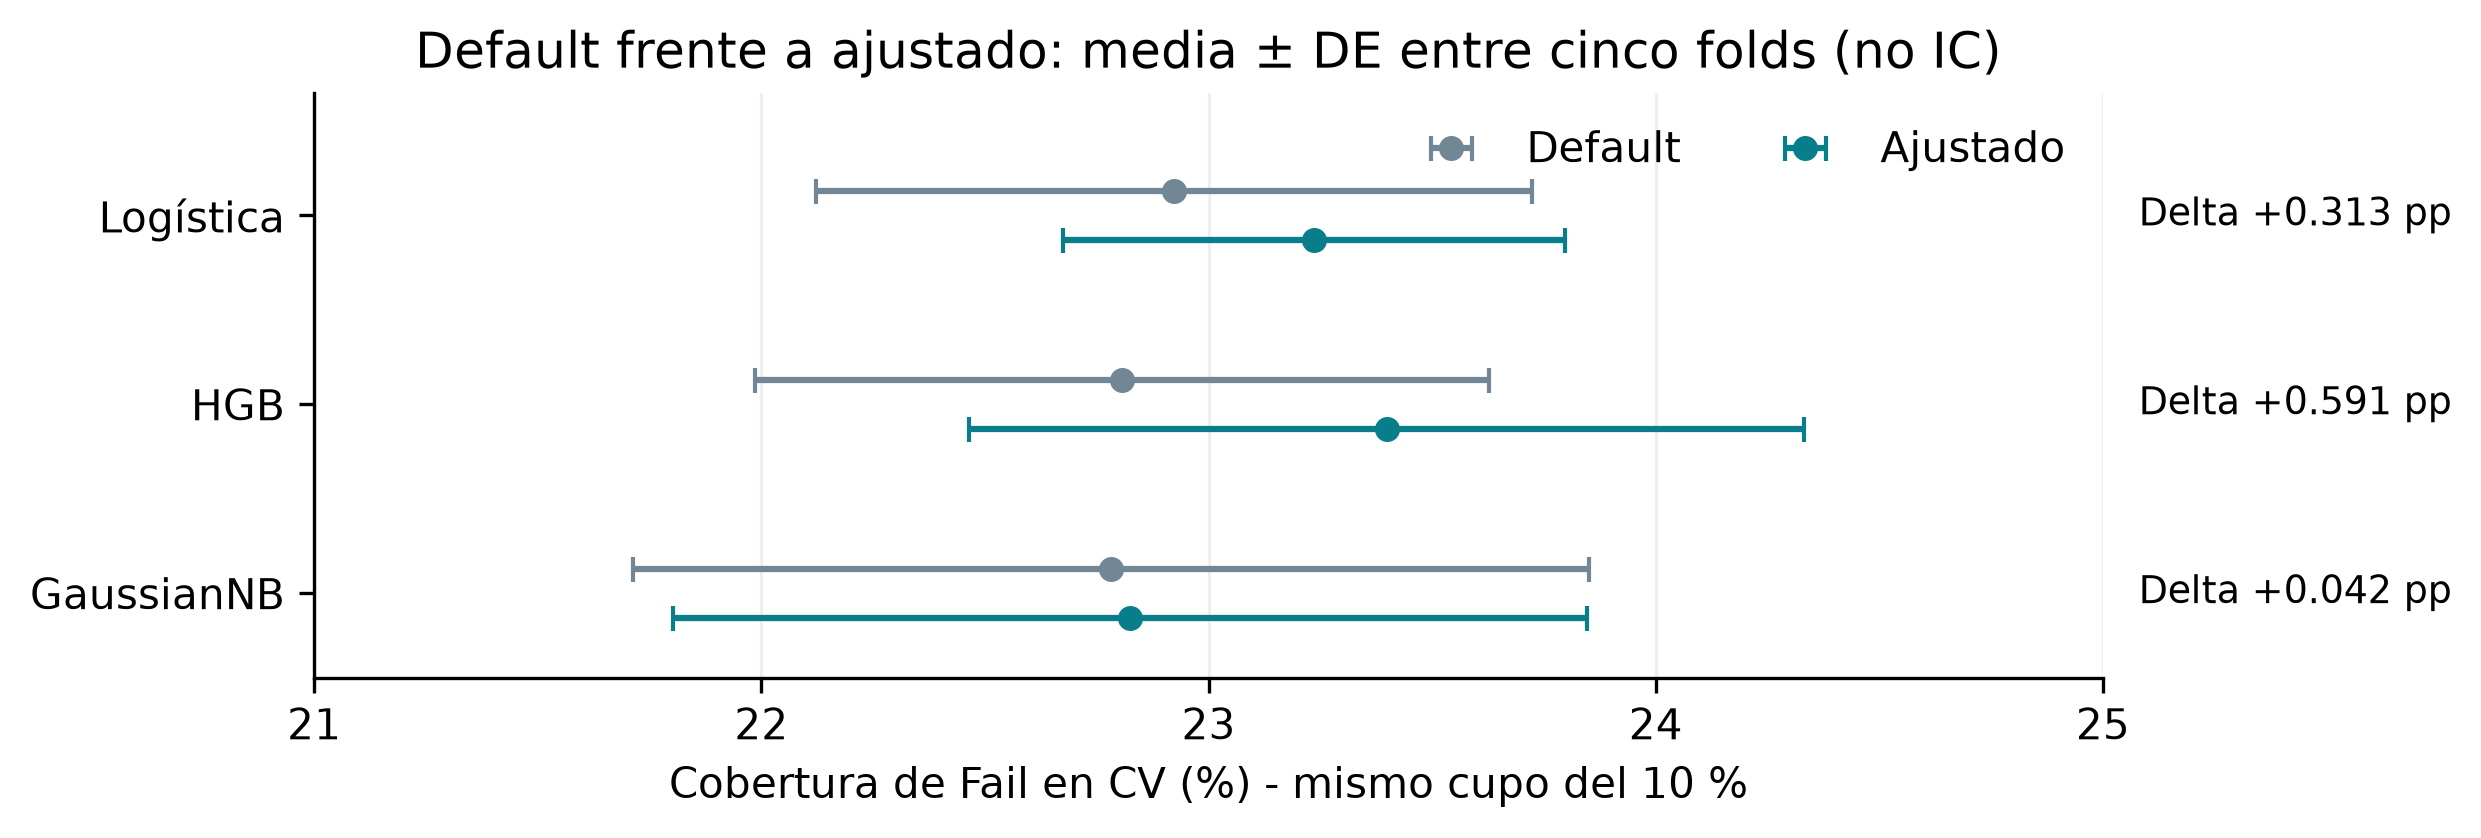 Default frente a ajustado: media ± DE entre cinco folds (no IC)
Default
Ajustado
Logística
Delta +0.313 pp
HGB
Delta +0.591 pp
GaussianNB
Delta +0.042 pp
21 22 23 24 25
Cobertura de Fail en CV (%) - mismo cupo del 10 %